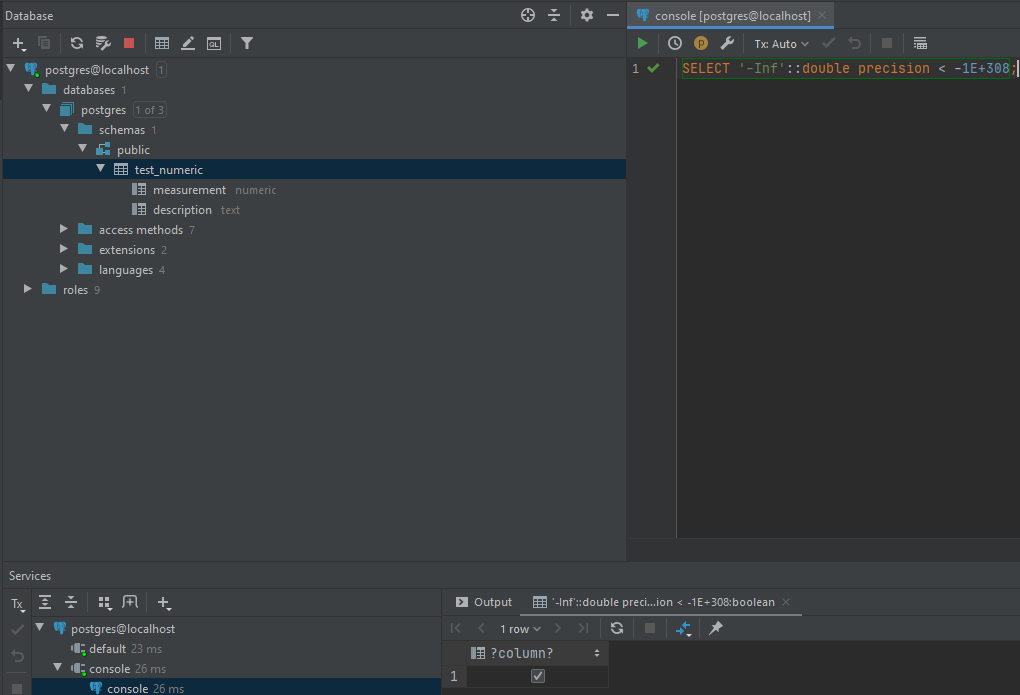 Database
postgres@localhost 1
databases 1
postgres 1 of 3
schemas 1
public
test_numeric
measurement numeric
description text
access methods 7
extensions 2
languages 4
roles 9
console [postgres@localhost]
Tx: Auto
1 SELECT '-Inf'::double precision < -1E+308;
Services
Tx
postgres@localhost
default 23 ms
console 26 ms
console 26 ms
Output '-Inf'::double preci...ion < -1E+308:boolean
1 row
?column?
1